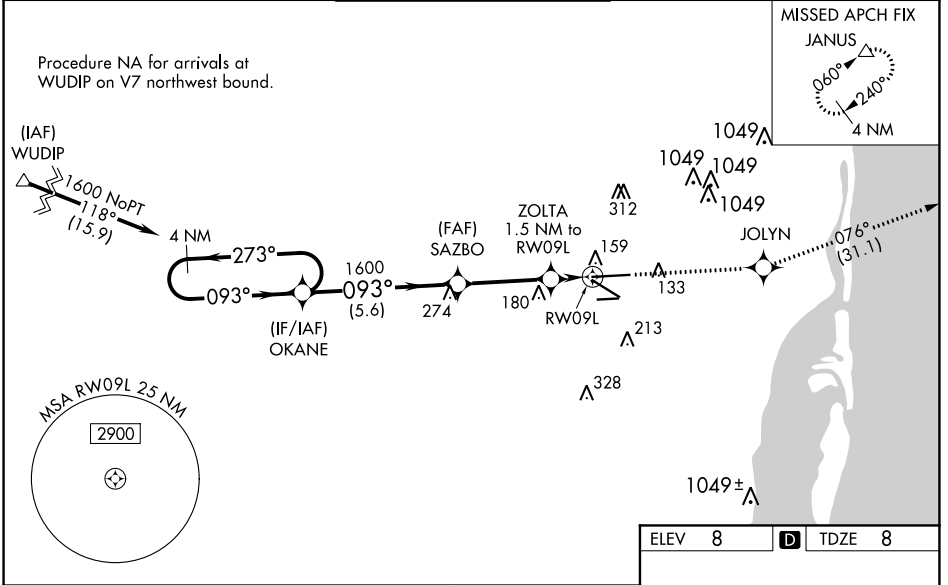 MISSED APCH FIX
JANUS
060°
240°
4 NM
Procedure NA for arrivals at
WUDIP on V7 northwest bound.
(IAF)
WUDIP
1600 NoPT
118°
(15.9)
4 NM
273°
093°
(IF/IAF)
OKANE
1600
093°
(5.6)
(FAF)
SAZBO
274
ZOLTA
1.5 NM to
RW09L
180
159
RW09L
312
133
213
328
1049
1049
1049
1049
JOLYN
076°
(31.1)
MSA RW09L 25 NM
2900
1049±
ELEV 8 D TDZE 8